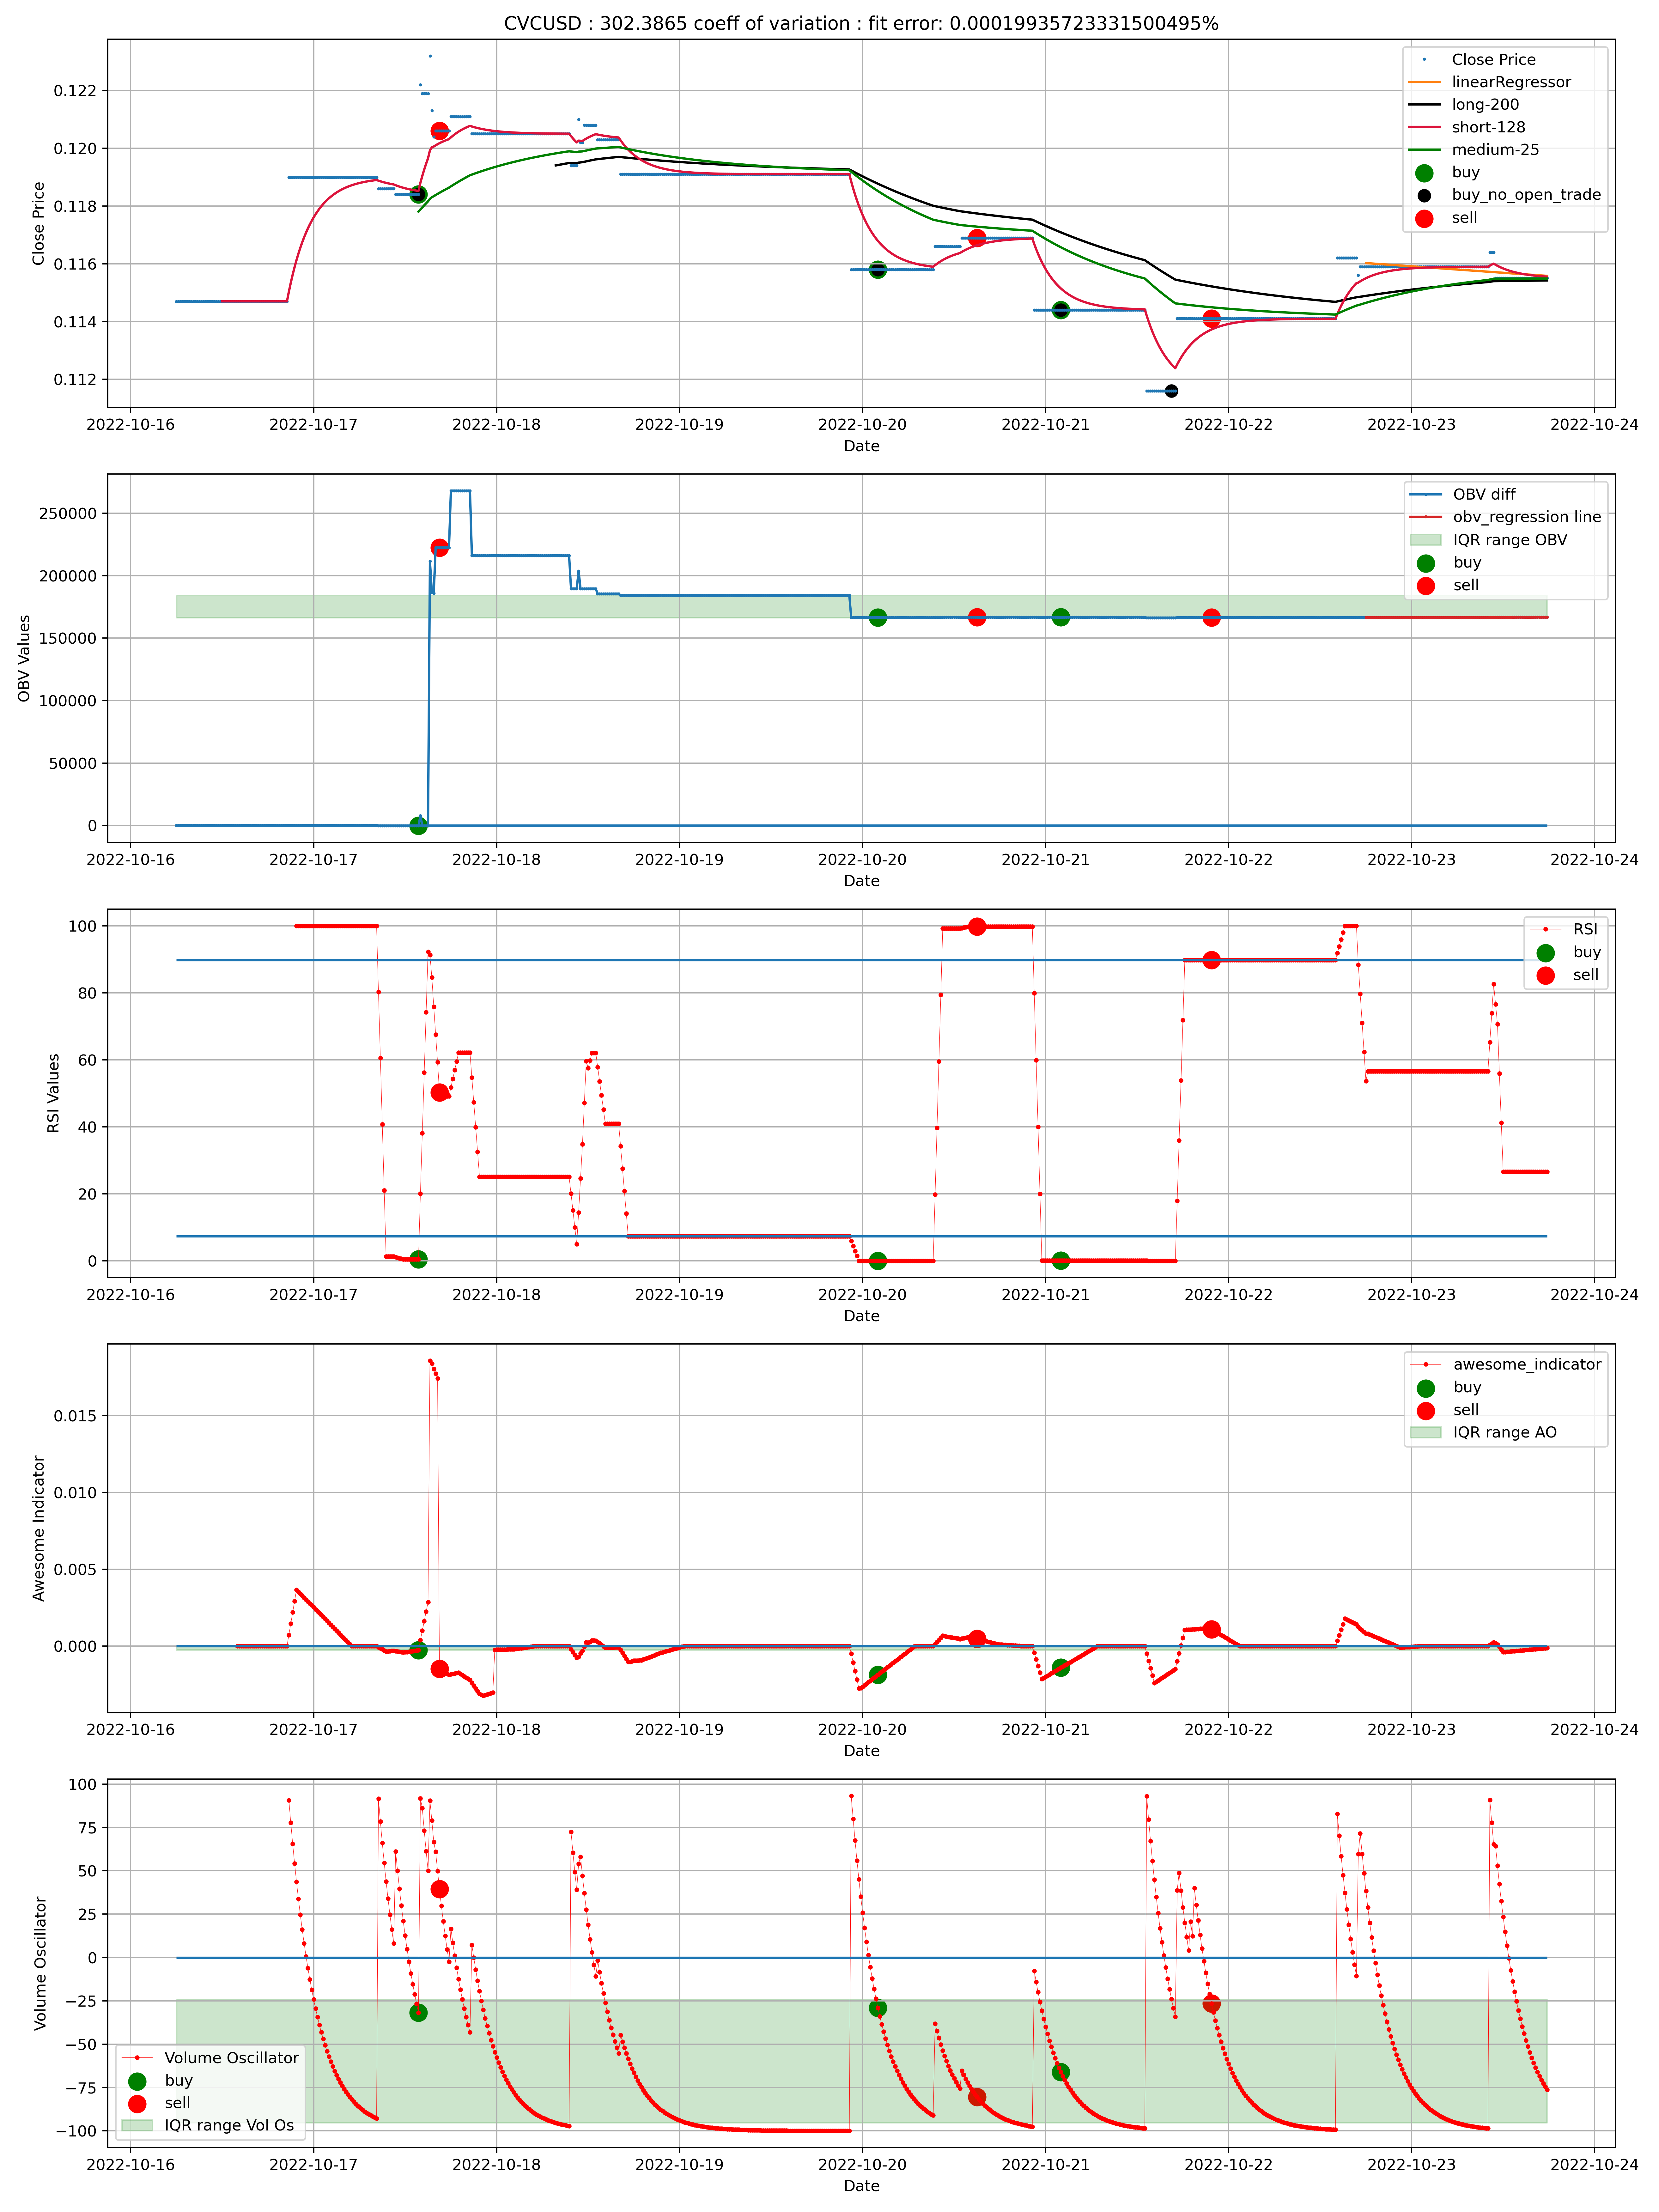 CVCUSD : 302.3865 coeff of variation : fit error: 0.00019935723331500495%
Close Price
0.122
0.120
0.118
0.116
0.114
0.112
Close Price
linearRegressor
long-200
short-128
medium-25
buy
buy_no_open_trade
sell
2022-10-16 2022-10-17 2022-10-18 2022-10-19 2022-10-20 2022-10-21 2022-10-22 2022-10-23 2022-10-24
Date
OBV Values
250000
200000
150000
100000
50000
0
OBV diff
obv_regression line
IQR range OBV
buy
sell
2022-10-16 2022-10-17 2022-10-18 2022-10-19 2022-10-20 2022-10-21 2022-10-22 2022-10-23 2022-10-24
Date
RSI Values
100
80
60
40
20
0
RSI
buy
sell
2022-10-16 2022-10-17 2022-10-18 2022-10-19 2022-10-20 2022-10-21 2022-10-22 2022-10-23 2022-10-24
Date
Awesome Indicator
0.015
0.010
0.005
0.000
awesome_indicator
buy
sell
IQR range AO
2022-10-16 2022-10-17 2022-10-18 2022-10-19 2022-10-20 2022-10-21 2022-10-22 2022-10-23 2022-10-24
Date
Volume Oscillator
100
75
50
25
0
−25
−50
−75
−100
Volume Oscillator
buy
sell
IQR range Vol Os
2022-10-16 2022-10-17 2022-10-18 2022-10-19 2022-10-20 2022-10-21 2022-10-22 2022-10-23 2022-10-24
Date